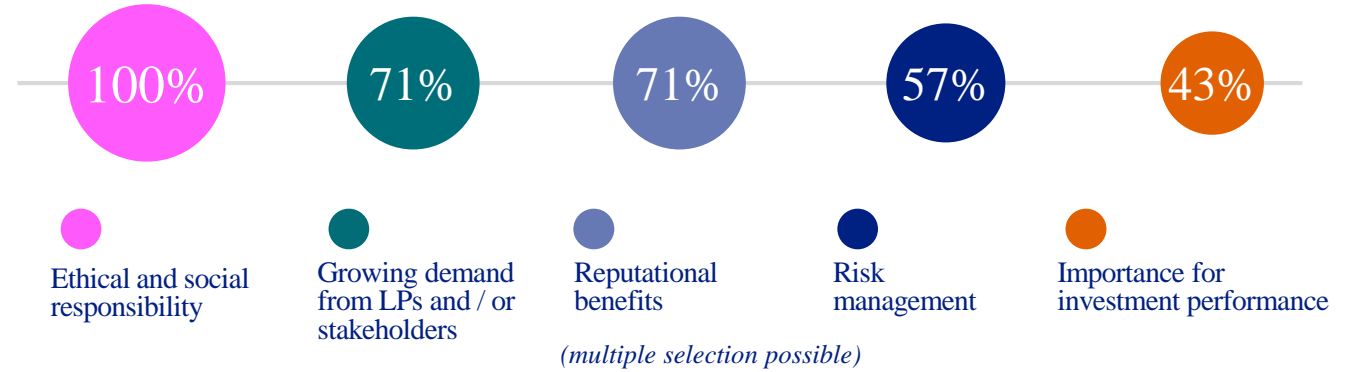 100%
71%
71%
57%
43%
Ethical and social
responsibility
Growing demand
from LPs and / or
stakeholders
Reputational
benefits
Risk
management
Importance for
investment performance
(multiple selection possible)